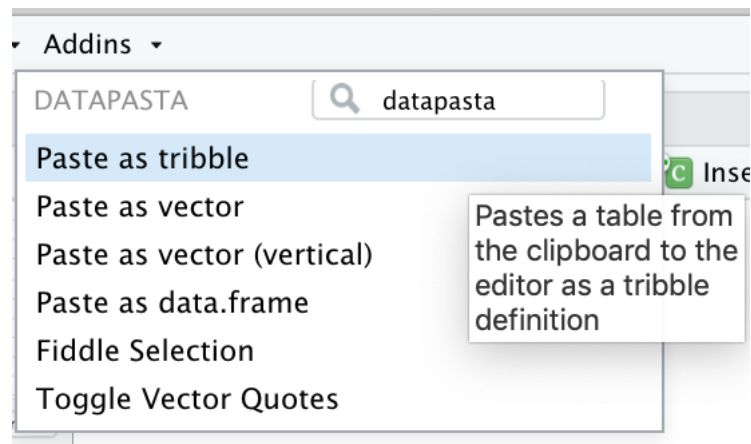 Addins
DATAPASTA
datapasta
Paste as tribble
C Inse
Paste as vector
Pastes a table from
the clipboard to the
editor as a tribble
definition
Paste as vector (vertical)
Paste as data.frame
Fiddle Selection
Toggle Vector Quotes